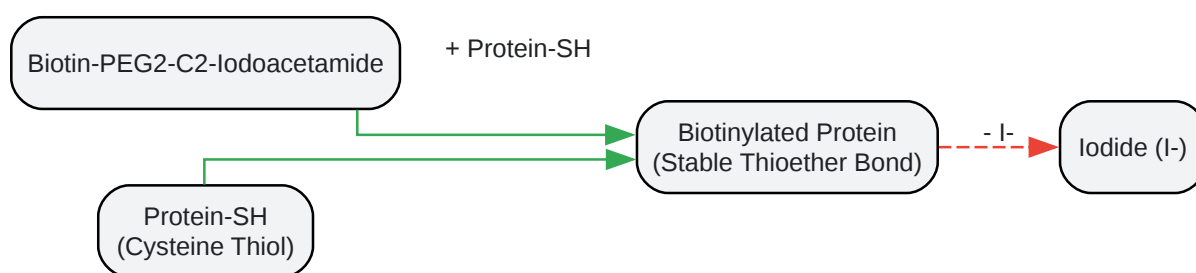 Biotin-PEG2-C2-Iodoacetamide
+ Protein-SH
Biotinylated Protein
(Stable Thioether Bond)
- I-
Iodide (I-)
Protein-SH
(Cysteine Thiol)